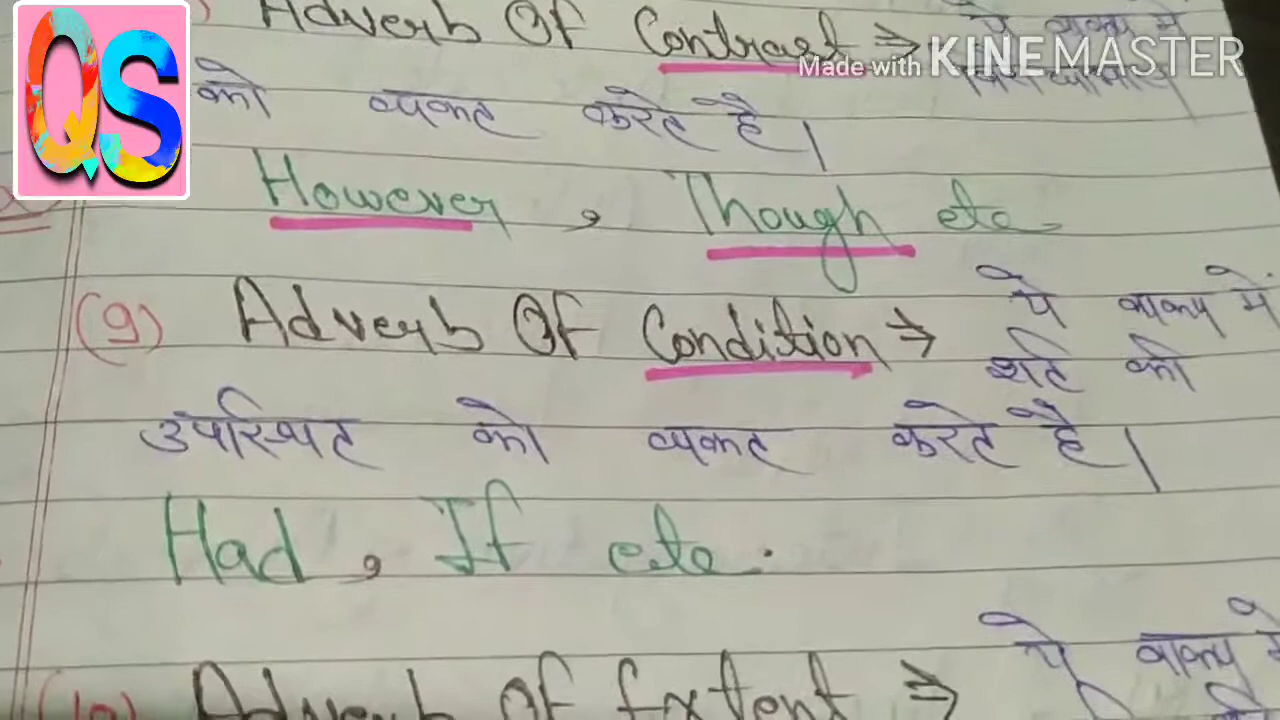 Adverb Of Contrast ⇒ ये वाक्य में
को व्यक्त करते है।
However, Though etc.
(9) Adverb Of Condition ⇒ ये वाक्य में
शर्त की
उपस्थित को व्यक्त करते है।
Had, If etc.
(10) Adverb Of Extent ⇒ ये वाक्य में
QS
Made with KINEMASTER